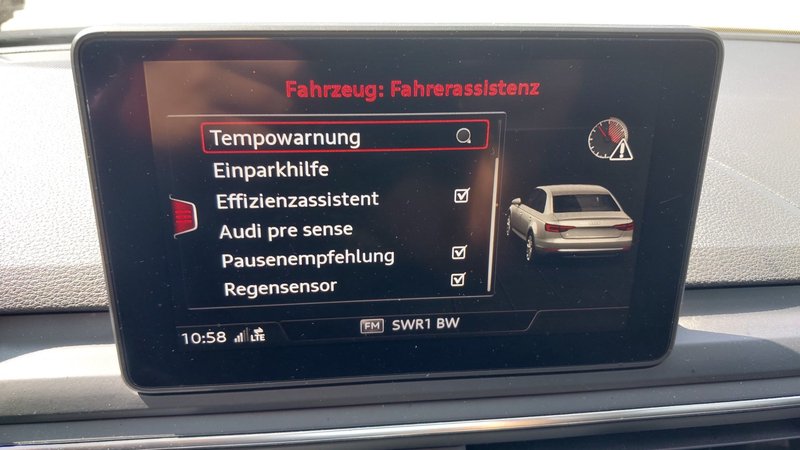 Fahrzeug: Fahrerassistenz
Tempowarnung
Einparkhilfe
Effizienzassistent
Audi pre sense
Pausenempfehlung
Regensensor
10:58 LTE FM SWR1 BW